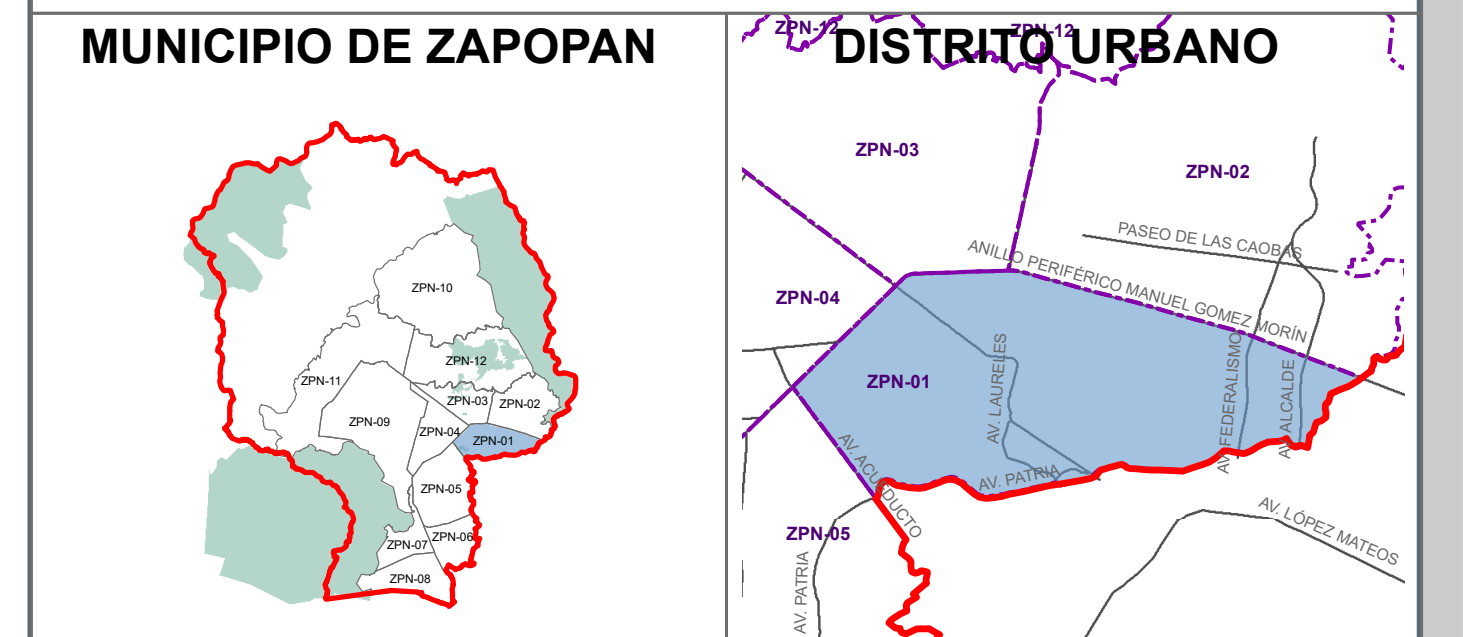 MUNICIPIO DE ZAPOPAN
ZPN-10
ZPN-12
ZPN-11
ZPN-03
ZPN-02
ZPN-09
ZPN-04
ZPN-01
ZPN-05
ZPN-06
ZPN-07
ZPN-08
DISTRITO URBANO
ZPN-12
ZPN-12
ZPN-03
ZPN-02
PASEO DE LAS CAOBAS
ANILLO PERIFÉRICO MANUEL GOMEZ MORÍN
ZPN-04
ZPN-01
AV. LAURELES
AV. FEDERALISMO
AV. ALCALDE
AV. ACUEDUCTO
AV. PATRIA
ZPN-05
AV. LÓPEZ MATEOS
AV. PATRIA